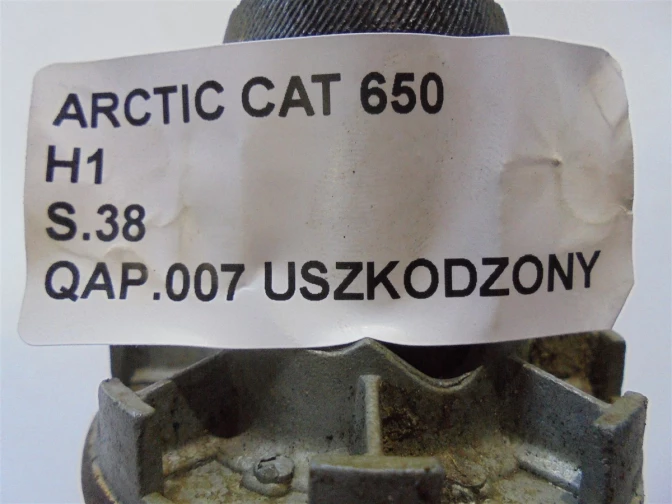 ARCTIC CAT 650
H1
S.38
QAP.007 USZKODZONY